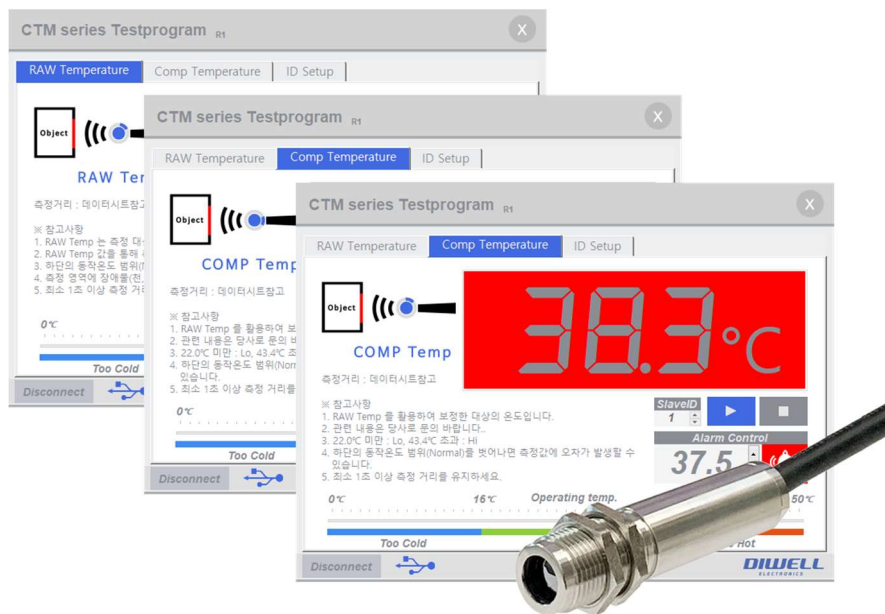 CTM series Testprogram R1
X
RAW Temperature
Comp Temperature
ID Setup
Object
RAW Ter
측정거리 : 데이터시트참
※ 참고사항
1. RAW Temp 는 측정 대
2. RAW Temp 값을 통해
3. 하단의 동작온도 범위(
4. 측정 영역에 장애물(전,
5. 최소 1초 이상 측정 거
0℃
Too Cold
Disconnect
CTM series Testprogram R1
X
RAW Temperature
Comp Temperature
ID Setup
Object
COMP Temp
측정거리 : 데이터시트참고
※ 참고사항
1. RAW Temp 를 활용하여 보
2. 관련 내용은 당사로 문의 바
3. 22.0℃ 미만 : Lo, 43.4℃ 초
4. 하단의 동작온도 범위(Norm
있습니다.
5. 최소 1초 이상 측정 거리를
0℃
Too Cold
Disconnect
CTM series Testprogram R1
X
RAW Temperature
Comp Temperature
ID Setup
Object
38.3℃
COMP Temp
측정거리 : 데이터시트참고
※ 참고사항
1. RAW Temp 를 활용하여 보정한 대상의 온도입니다.
2. 관련 내용은 당사로 문의 바랍니다..
3. 22.0℃ 미만 : Lo, 43.4℃ 초과 : HI
4. 하단의 동작온도 범위(Normal)를 벗어나면 측정값에 오차가 발생할 수
있습니다.
5. 최소 1초 이상 측정 거리를 유지하세요.
SlaveID
1
Alarm Control
37.5
0℃
16℃
Operating temp.
50℃
Too Cold
Hot
Disconnect
DIWELL
ELECTRONICS